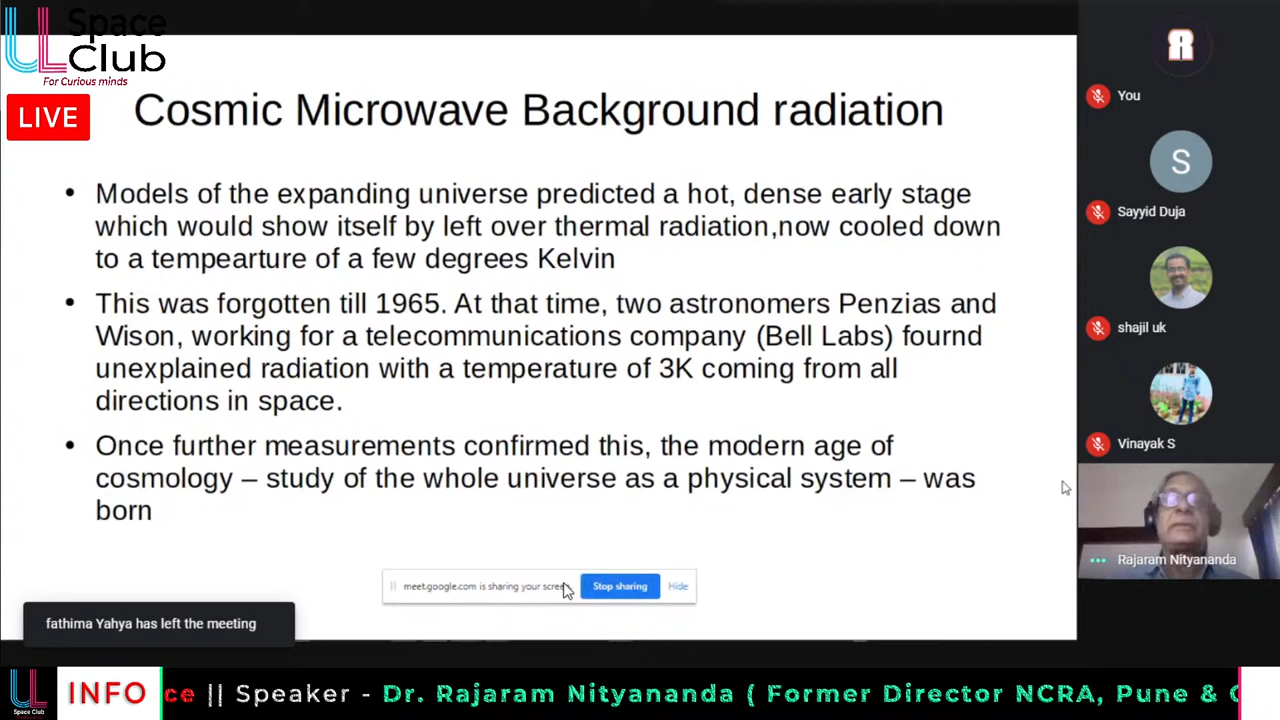 UL Space Club
For Curious minds
LIVE
Cosmic Microwave Background radiation
• Models of the expanding universe predicted a hot, dense early stage
which would show itself by left over thermal radiation,now cooled down
to a tempearture of a few degrees Kelvin
• This was forgotten till 1965. At that time, two astronomers Penzias and
Wison, working for a telecommunications company (Bell Labs) fournd
unexplained radiation with a temperature of 3K coming from all
directions in space.
• Once further measurements confirmed this, the modern age of
cosmology – study of the whole universe as a physical system – was
born
meet.google.com is sharing your scree
Stop sharing
Hide
fathima Yahya has left the meeting
R
You
S
Sayyid Duja
shajil uk
Vinayak S
Rajaram Nityananda
UL Space Club
INFO
ce || Speaker - Dr. Rajaram Nityananda ( Former Director NCRA, Pune &